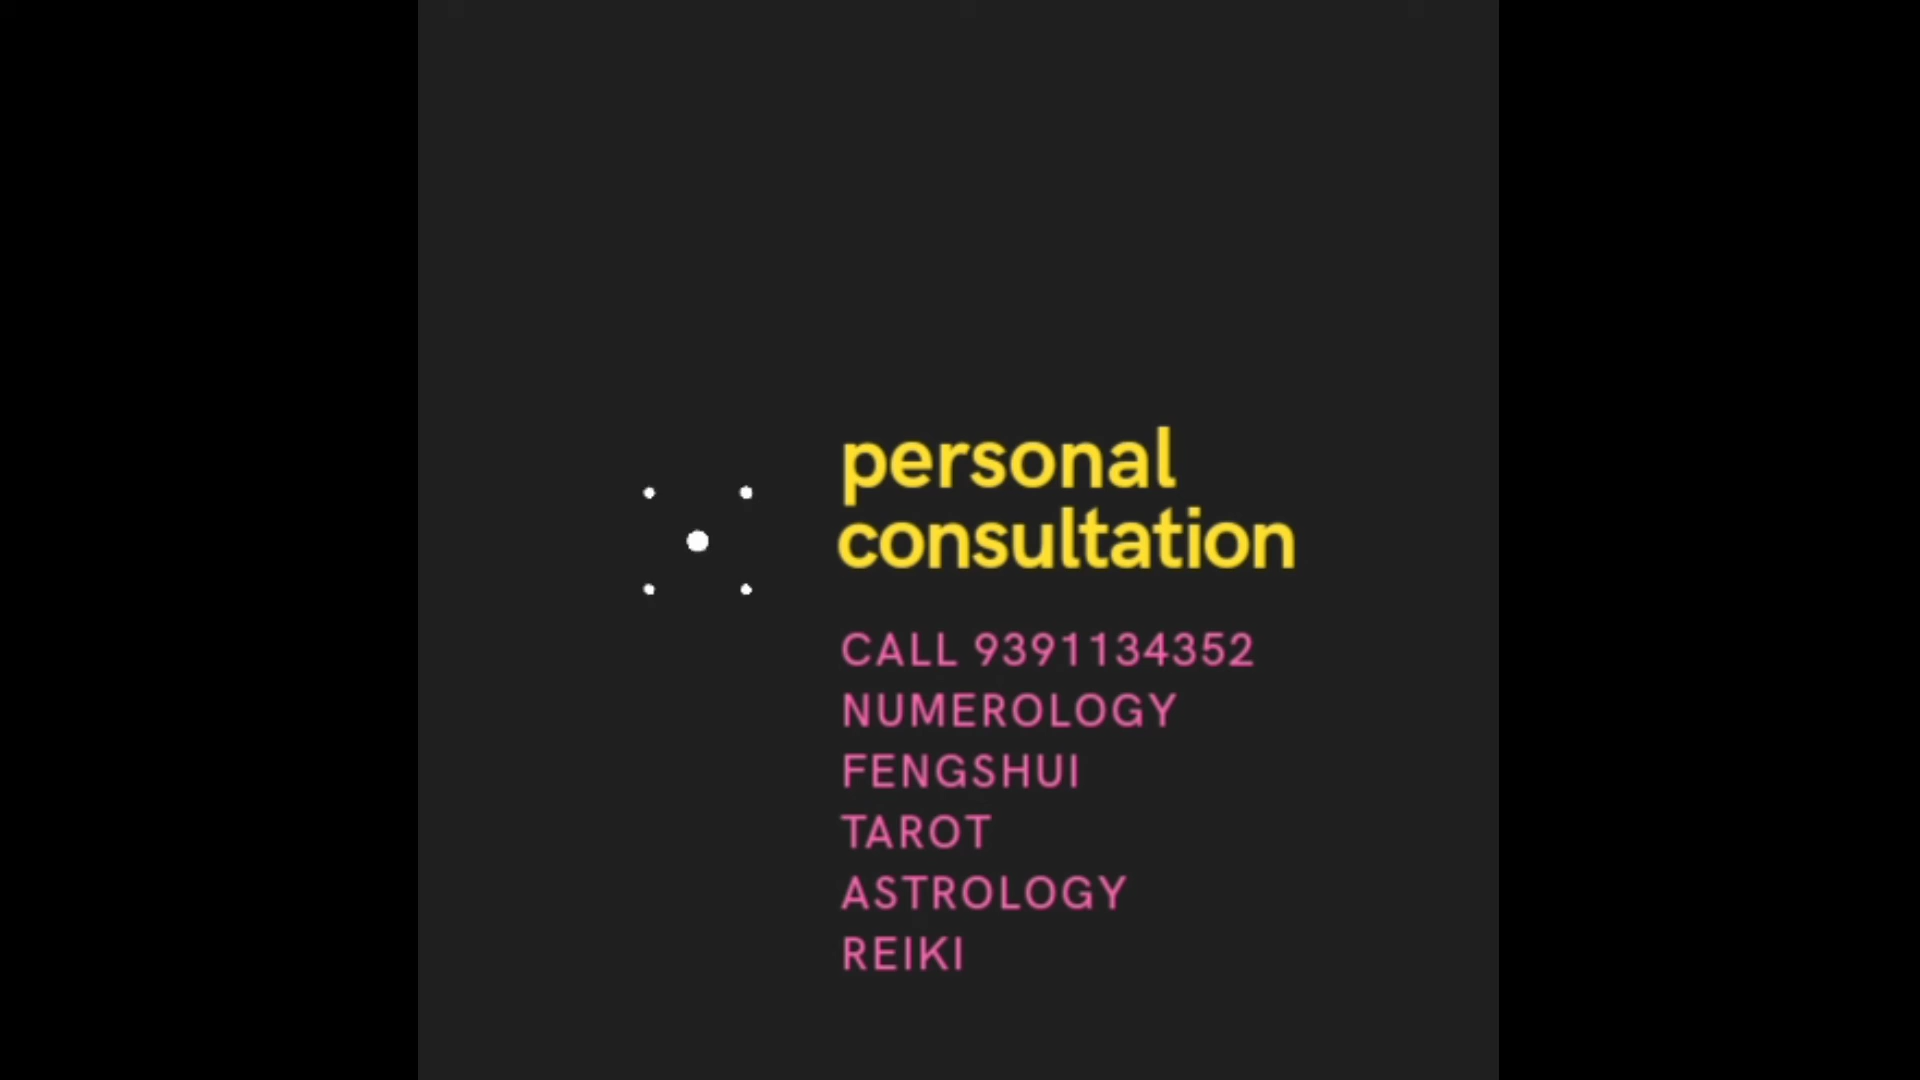 personal
consultation
CALL 9391134352
NUMEROLOGY
FENGSHUI
TAROT
ASTROLOGY
REIKI